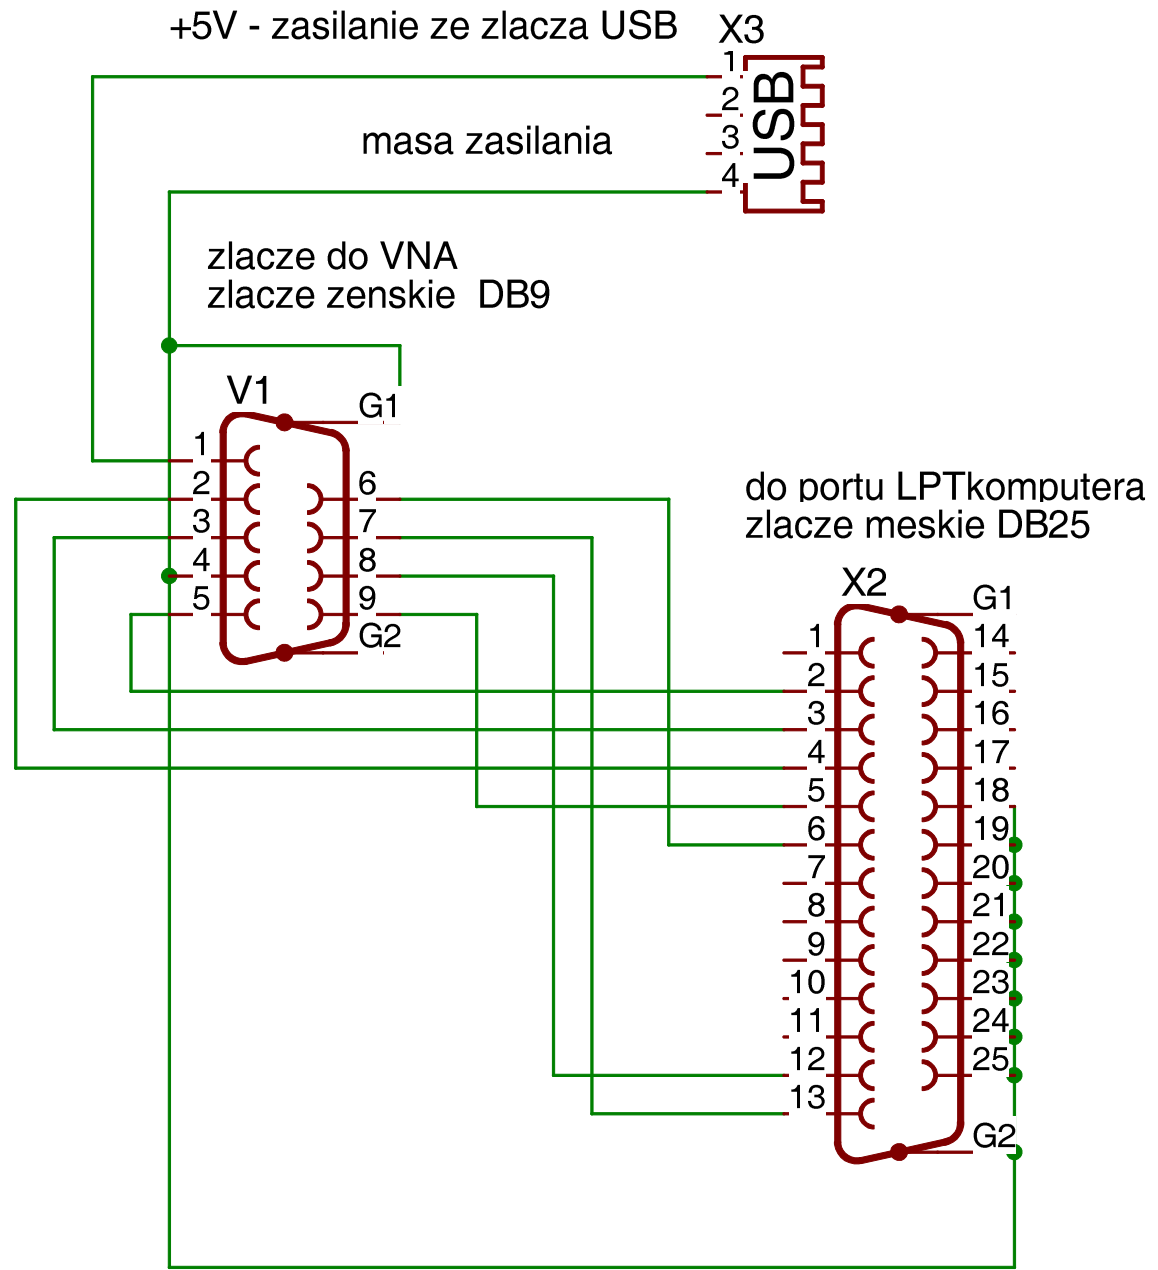 +5V - zasilanie ze zlacza USB
X3
1
2
3
4
USB
masa zasilania
zlacze do VNA
zlacze zenskie DB9
V1
G1
1
2
3
4
5
6
7
8
9
G2
do portu LPTkomputera
zlacze meskie DB25
X2
G1
1
2
3
4
5
6
7
8
9
10
11
12
13
14
15
16
17
18
19
20
21
22
23
24
25
G2